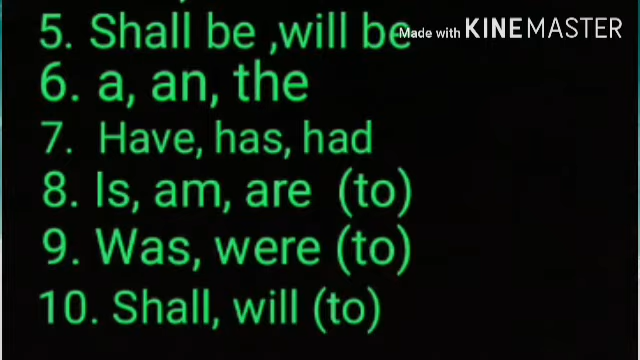 5. Shall be ,will be
Made with KINEMASTER
6. a, an, the
7. Have, has, had
8. Is, am, are (to)
9. Was, were (to)
10. Shall, will (to)